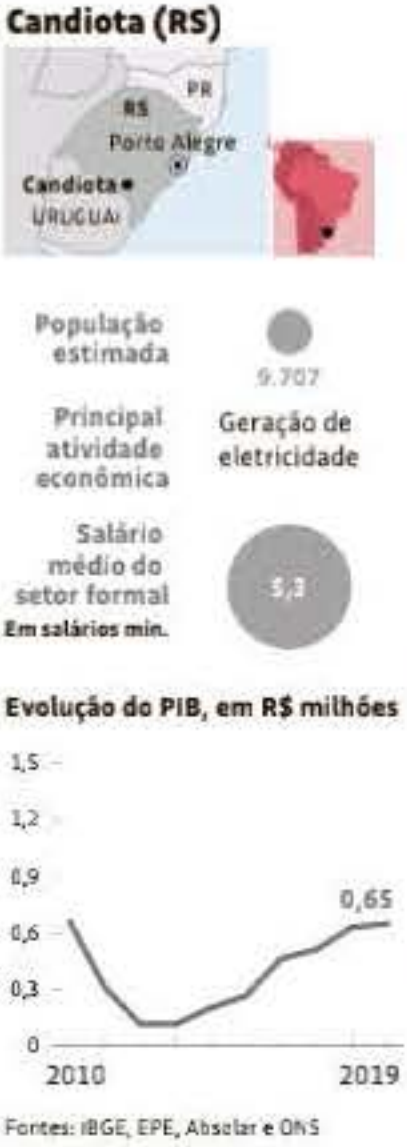 Candiota (RS)
PR
RS
Porto Alegre
Candiota
URUGUAI
População
estimada
9.707
Principal
atividade
econômica
Geração de
eletricidade
Salário
médio do
setor formal
Em salários min.
5,3
Evolução do PIB, em R$ milhões
1,5
1,2
0,9
0,65
0,6
0,3
0
2010
2019
Fontes: IBGE, EPE, Absolar e ONS